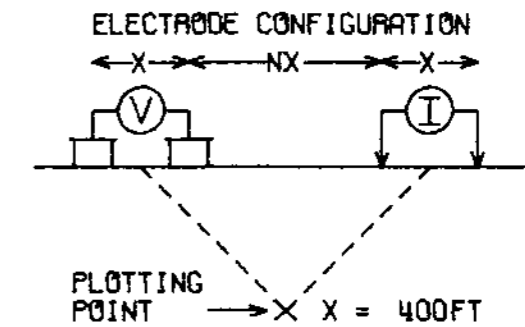 ELECTRODE CONFIGURATION
X NX X
V I
PLOTTING
POINT X X = 400FT